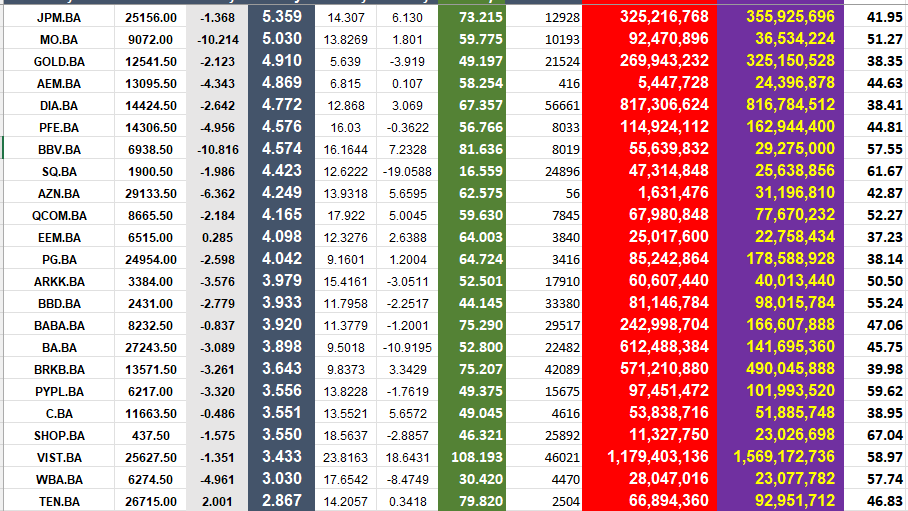 JPM.BA 25156.00 -1.368 5.359 14.307 6.130 73.215 12928 325,216,768 355,925,696 41.95
MO.BA 9072.00 -10.214 5.030 13.8269 1.801 59.775 10193 92,470,896 36,534,224 51.27
GOLD.BA 12541.50 -2.123 4.910 5.639 -3.919 49.197 21524 269,943,232 325,150,528 38.35
AEM.BA 13095.50 -4.343 4.869 6.815 0.107 58.254 416 5,447,728 24,396,878 44.63
DIA.BA 14424.50 -2.642 4.772 12.868 3.069 67.357 56661 817,306,624 816,784,512 38.41
PFE.BA 14306.50 -4.956 4.576 16.03 -0.3622 56.766 8033 114,924,112 162,944,400 44.81
BBV.BA 6938.50 -10.816 4.574 16.1644 7.2328 81.636 8019 55,639,832 29,275,000 57.55
SQ.BA 1900.50 -1.986 4.423 12.6222 -19.0588 16.559 24896 47,314,848 25,638,856 61.67
AZN.BA 29133.50 -6.362 4.249 13.9318 5.6595 62.575 56 1,631,476 31,196,810 42.87
QCOM.BA 8665.50 -2.184 4.165 17.922 5.0045 59.630 7845 67,980,848 77,670,232 52.27
EEM.BA 6515.00 0.285 4.098 12.3276 2.6388 64.003 3840 25,017,600 22,758,434 37.23
PG.BA 24954.00 -2.598 4.042 9.1601 1.2004 64.724 3416 85,242,864 178,588,928 38.14
ARKK.BA 3384.00 -3.576 3.979 15.4161 -3.0511 52.501 17910 60,607,440 40,013,440 50.50
BBD.BA 2431.00 -2.779 3.933 11.7958 -2.2517 44.145 33380 81,146,784 98,015,784 55.24
BABA.BA 8232.50 -0.837 3.920 11.3779 -1.2001 75.290 29517 242,998,704 166,607,888 47.06
BA.BA 27243.50 -3.089 3.898 9.5018 -10.9195 52.800 22482 612,488,384 141,695,360 45.75
BRKB.BA 13571.50 -3.261 3.643 9.8373 3.3429 75.207 42089 571,210,880 490,045,888 39.98
PYPL.BA 6217.00 -3.320 3.556 13.8228 -1.7619 49.375 15675 97,451,472 101,993,520 59.62
C.BA 11663.50 -0.486 3.551 13.5521 5.6572 49.045 4616 53,838,716 51,885,748 38.95
SHOP.BA 437.50 -1.575 3.550 18.5637 -2.8857 46.321 25892 11,327,750 23,026,698 67.04
VIST.BA 25627.50 -1.351 3.433 23.8163 18.6431 108.193 46021 1,179,403,136 1,569,172,736 58.97
WBA.BA 6274.50 -4.961 3.030 17.6542 -8.4749 30.420 4470 28,047,016 23,077,782 57.74
TEN.BA 26715.00 2.001 2.867 14.2057 0.3418 79.820 2504 66,894,360 92,951,712 46.83